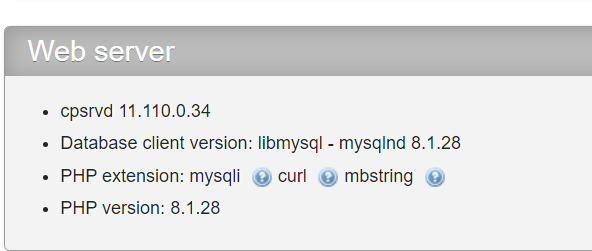 Web server
cpsrvd 11.110.0.34
Database client version: libmysql - mysqlnd 8.1.28
PHP extension: mysqli ? curl ? mbstring ?
PHP version: 8.1.28